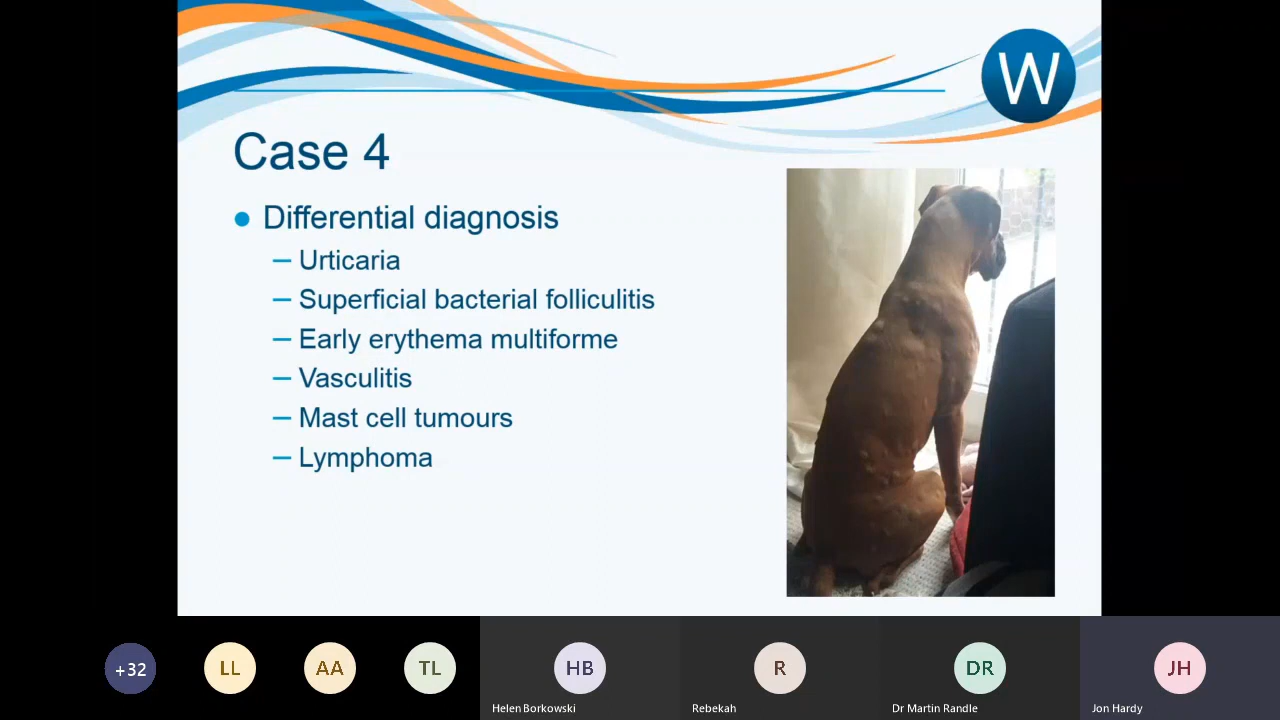 W
Case 4
Differential diagnosis
– Urticaria
– Superficial bacterial folliculitis
– Early erythema multiforme
– Vasculitis
– Mast cell tumours
– Lymphoma
+32
LL
AA
TL
HB
R
DR
JH
Helen Borkowski
Rebekah
Dr Martin Randle
Jon Hardy